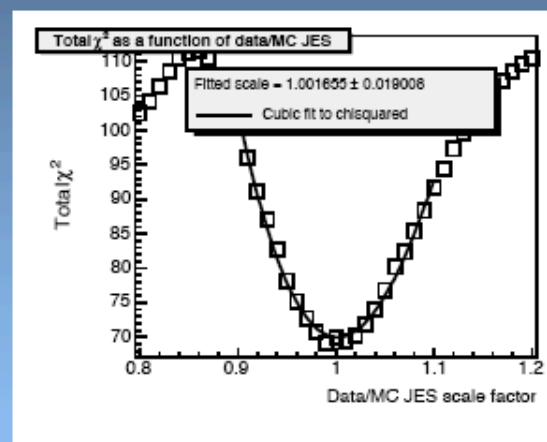 Total χ² as a function of data/MC JES
Fitted scale = 1.001655 ± 0.019008
Cubic fit to chisquared
Total χ²
110
105
100
95
90
85
80
75
70
0.8 0.9 1 1.1 1.2
Data/MC JES scale factor